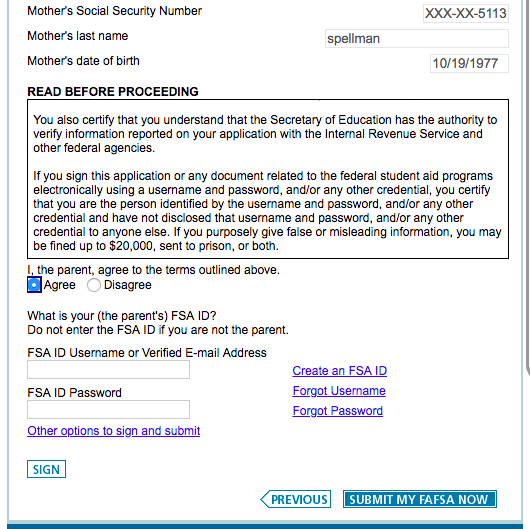 Mother's Social Security Number
XXX-XX-5113
Mother's last name
spellman
Mother's date of birth
10/19/1977
READ BEFORE PROCEEDING
You also certify that you understand that the Secretary of Education has the authority to
verify information reported on your application with the Internal Revenue Service and
other federal agencies.
If you sign this application or any document related to the federal student aid programs
electronically using a username and password, and/or any other credential, you certify
that you are the person identified by the username and password, and/or any other
credential and have not disclosed that username and password, and/or any other
credential to anyone else. If you purposely give false or misleading information, you may
be fined up to $20,000, sent to prison, or both.
I, the parent, agree to the terms outlined above.
Agree Disagree
What is your (the parent's) FSA ID?
Do not enter the FSA ID if you are not the parent.
FSA ID Username or Verified E-mail Address
Create an FSA ID
FSA ID Password
Forgot Username
Forgot Password
Other options to sign and submit
SIGN
PREVIOUS
SUBMIT MY FAFSA NOW